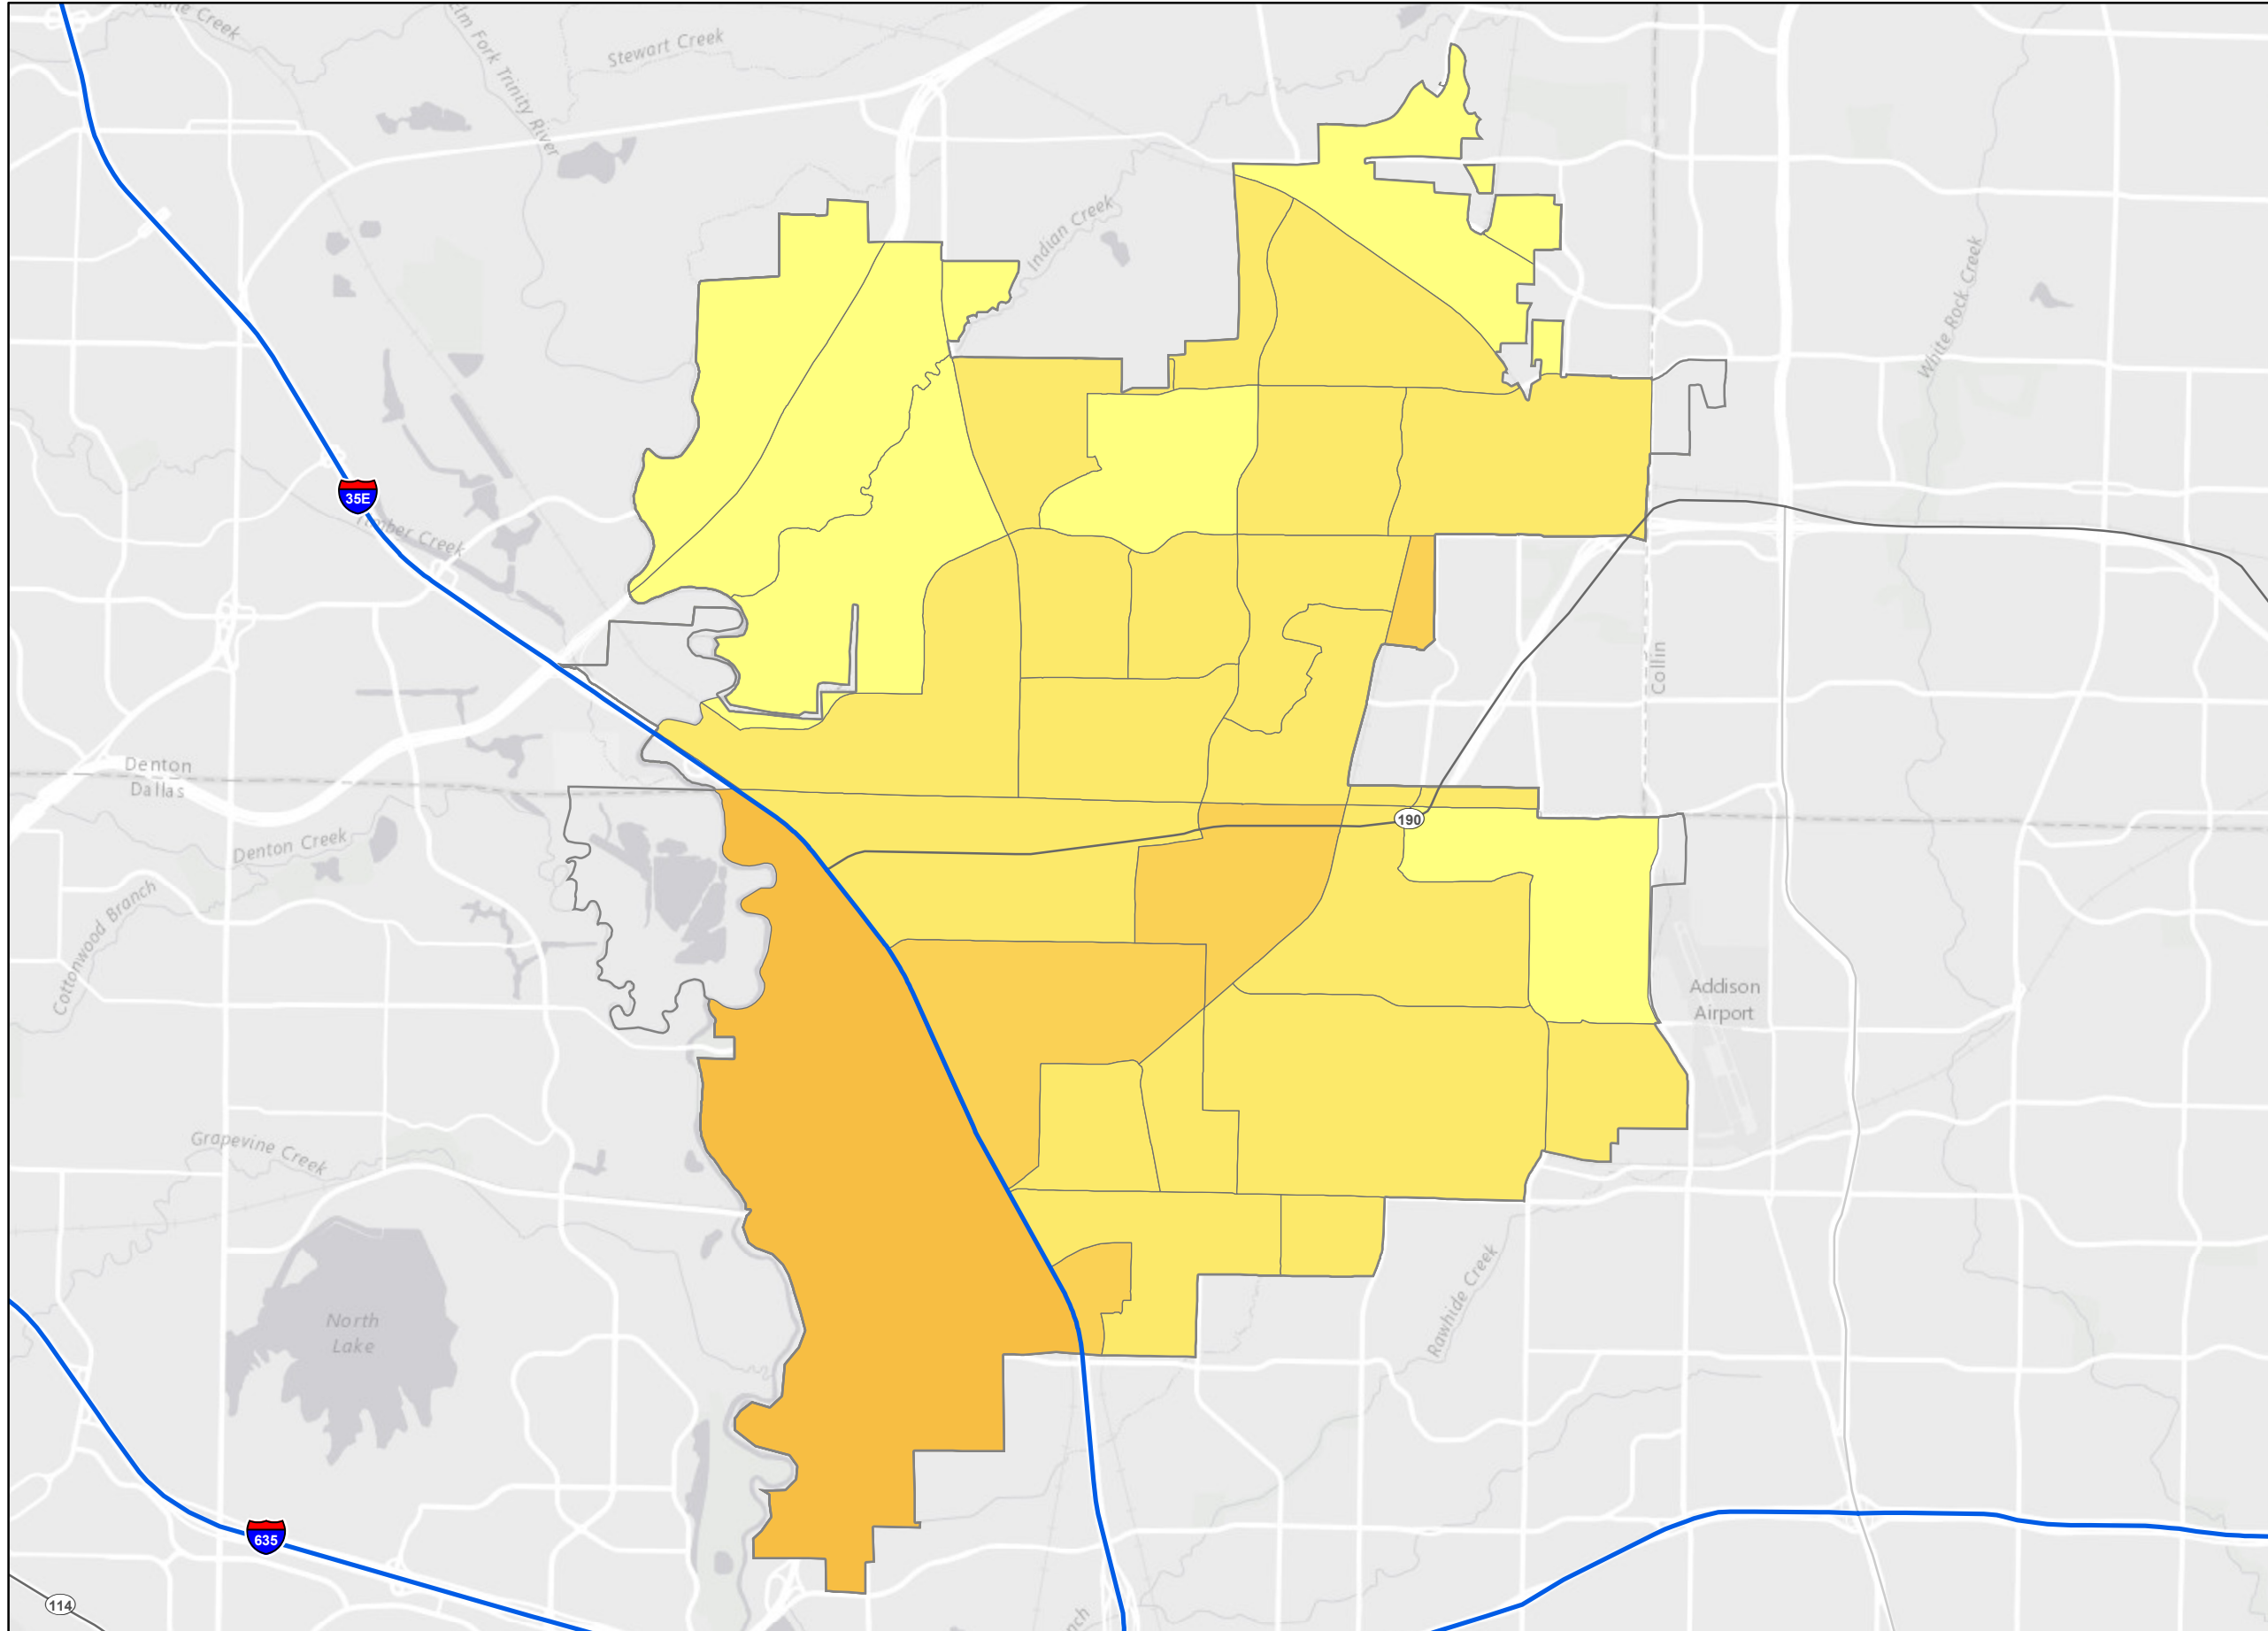 Elm Fork Trinity River
Stewart Creek
Indian Creek
White Rock Creek
35E
Timber Creek
Collin
Denton
Dallas
190
Denton Creek
Cottonwood Branch
Addison
Airport
Grapevine Creek
North
Lake
Rawhide Creek
635
114